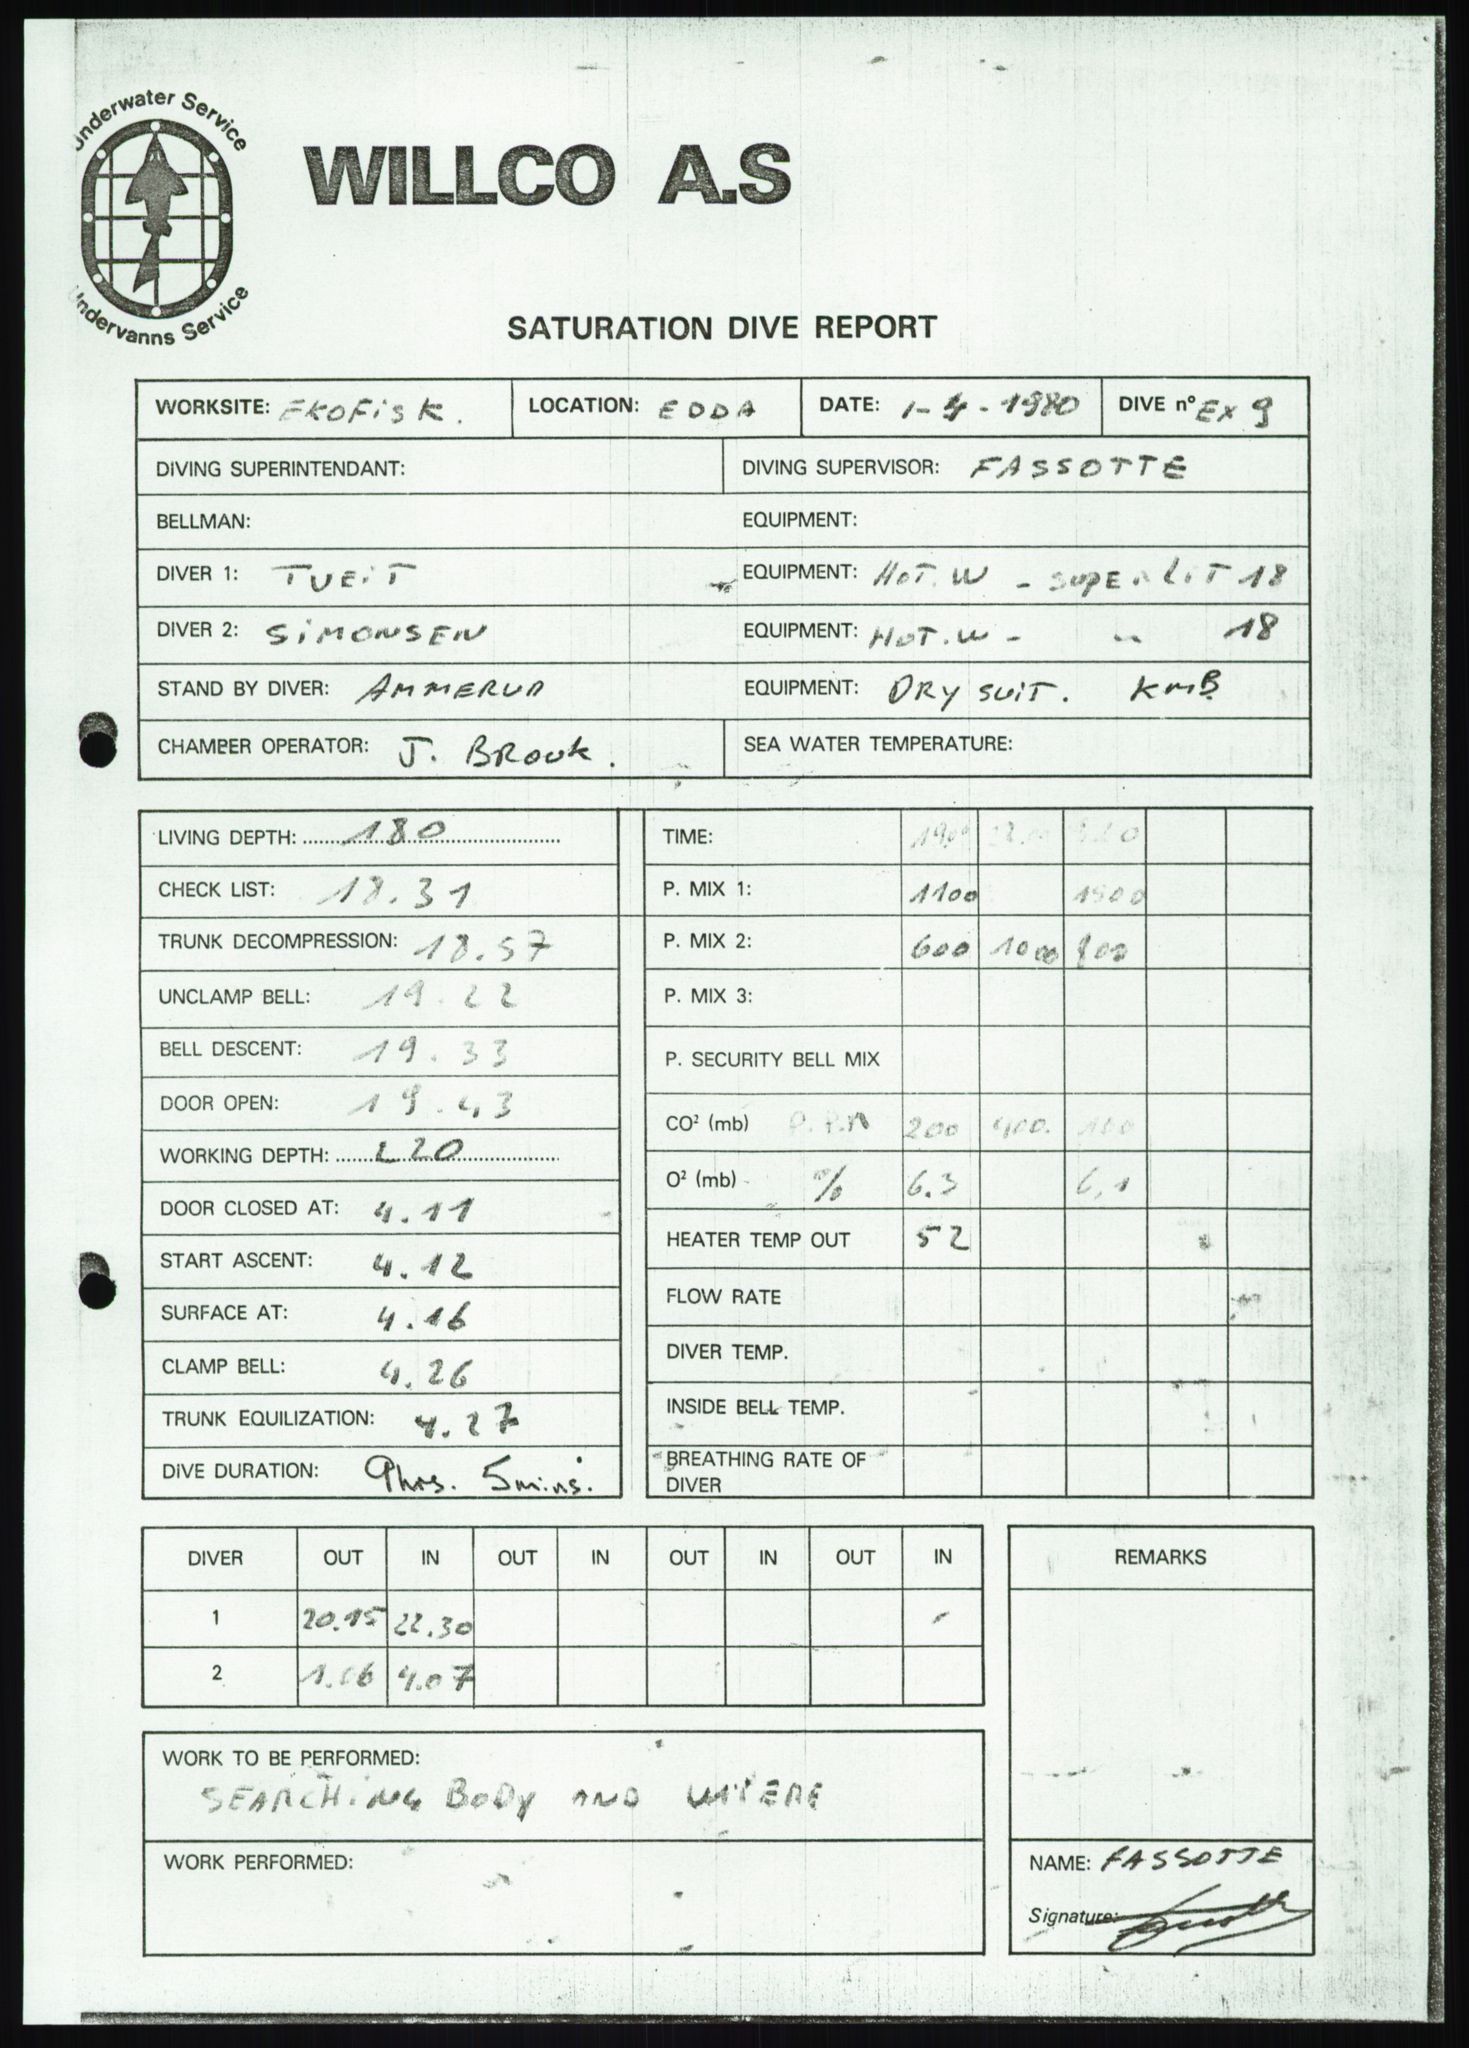 Underwater Service
Undervanns Service
WILLCO A.S
SATURATION DIVE REPORT
WORKSITE: EKOFISK. LOCATION: EDDA DATE: 1-4-1980 DIVE n° EX 9
DIVING SUPERINTENDANT: DIVING SUPERVISOR: FASSOTTE
BELLMAN: EQUIPMENT:
DIVER 1: TVEIT EQUIPMENT: HOT.W - SUPERLIT 18
DIVER 2: SIMONSEN EQUIPMENT: HOT.W - " 18
STAND BY DIVER: AMMERUD EQUIPMENT: DRY SUIT. KMB
CHAMBER OPERATOR: J. BROUK. SEA WATER TEMPERATURE:
LIVING DEPTH: 180
CHECK LIST: 18.31
TRUNK DECOMPRESSION: 18.57
UNCLAMP BELL: 19.22
BELL DESCENT: 19.33
DOOR OPEN: 19.43
WORKING DEPTH: 220
DOOR CLOSED AT: 4.11
START ASCENT: 4.12
SURFACE AT: 4.16
CLAMP BELL: 4.26
TRUNK EQUILIZATION: 4.27
DIVE DURATION: 9hrs. 5mins.
TIME:
P. MIX 1: 1100 1500
P. MIX 2: 600 1000 800
P. MIX 3:
P. SECURITY BELL MIX
CO² (mb) P.P.M 200 400. 100
O² (mb) % 6.3 6,1
HEATER TEMP OUT 52
FLOW RATE
DIVER TEMP.
INSIDE BELL TEMP.
BREATHING RATE OF
DIVER
DIVER OUT IN OUT IN OUT IN OUT IN
1 20.15 22.30
2 4.07
REMARKS
WORK TO BE PERFORMED:
SEARCHING BODY AND
WORK PERFORMED:
NAME: FASSOTTE
Signature: